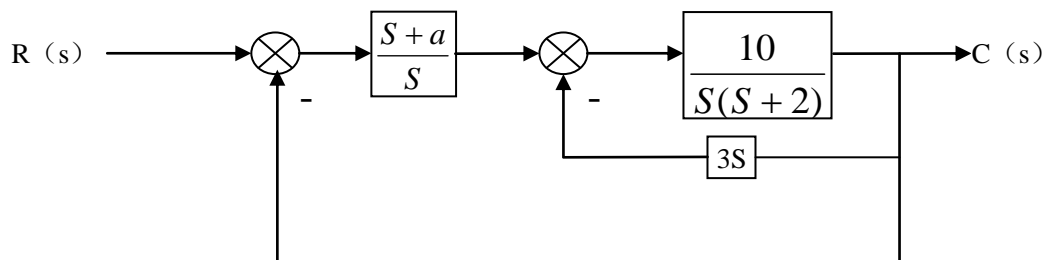 R（s）
S + a
S
10
S(S + 2)
C（s）
-
-
3S